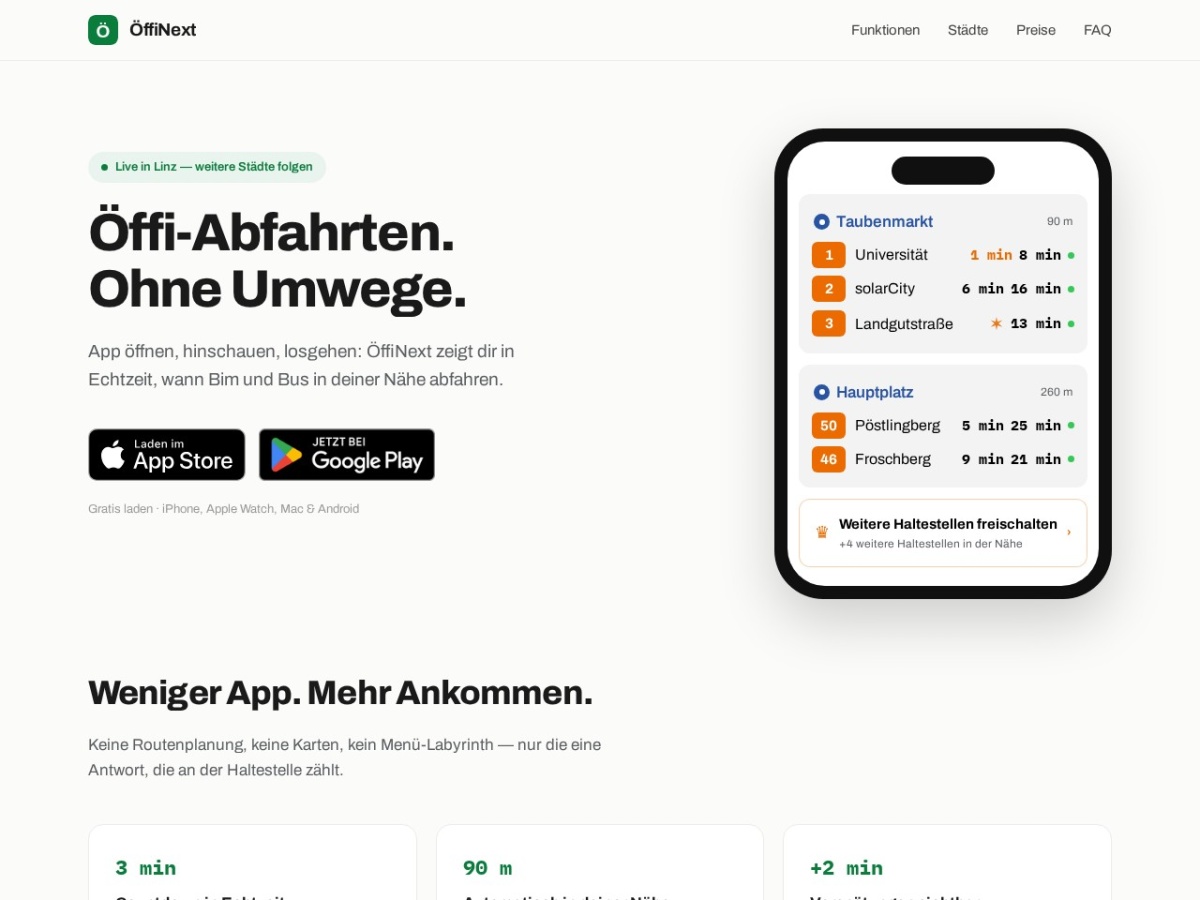 Ö ÖffiNext
Funktionen Städte Preise FAQ
Live in Linz — weitere Städte folgen
Öffi-Abfahrten.
Ohne Umwege.
App öffnen, hinschauen, losgehen: ÖffiNext zeigt dir in
Echtzeit, wann Bim und Bus in deiner Nähe abfahren.
Laden im
App Store
JETZT BEI
Google Play
Gratis laden · iPhone, Apple Watch, Mac & Android
Taubenmarkt 90 m
1 Universität 1 min 8 min
2 solarCity 6 min 16 min
3 Landgutstraße ✶ 13 min
Hauptplatz 260 m
50 Pöstlingberg 5 min 25 min
46 Froschberg 9 min 21 min
♛ Weitere Haltestellen freischalten ›
+4 weitere Haltestellen in der Nähe
Weniger App. Mehr Ankommen.
Keine Routenplanung, keine Karten, kein Menü-Labyrinth — nur die eine
Antwort, die an der Haltestelle zählt.
3 min
90 m
+2 min